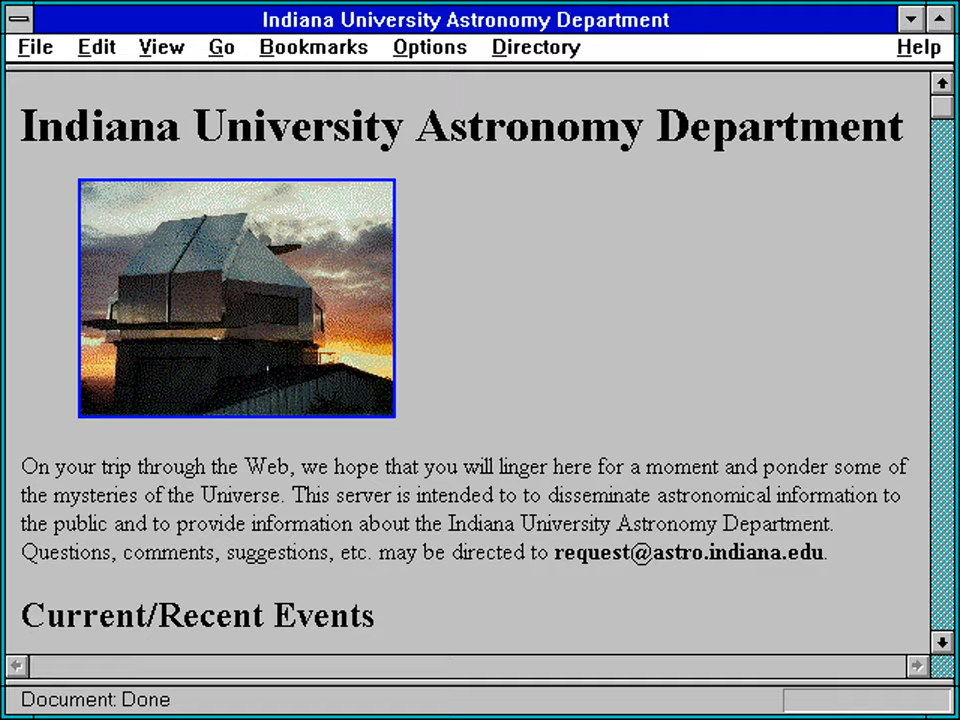 Indiana University Astronomy Department
File Edit View Go Bookmarks Options Directory Help
Indiana University Astronomy Department
On your trip through the Web, we hope that you will linger here for a moment and ponder some of
the mysteries of the Universe. This server is intended to to disseminate astronomical information to
the public and to provide information about the Indiana University Astronomy Department.
Questions, comments, suggestions, etc. may be directed to request@astro.indiana.edu.
Current/Recent Events
Document: Done